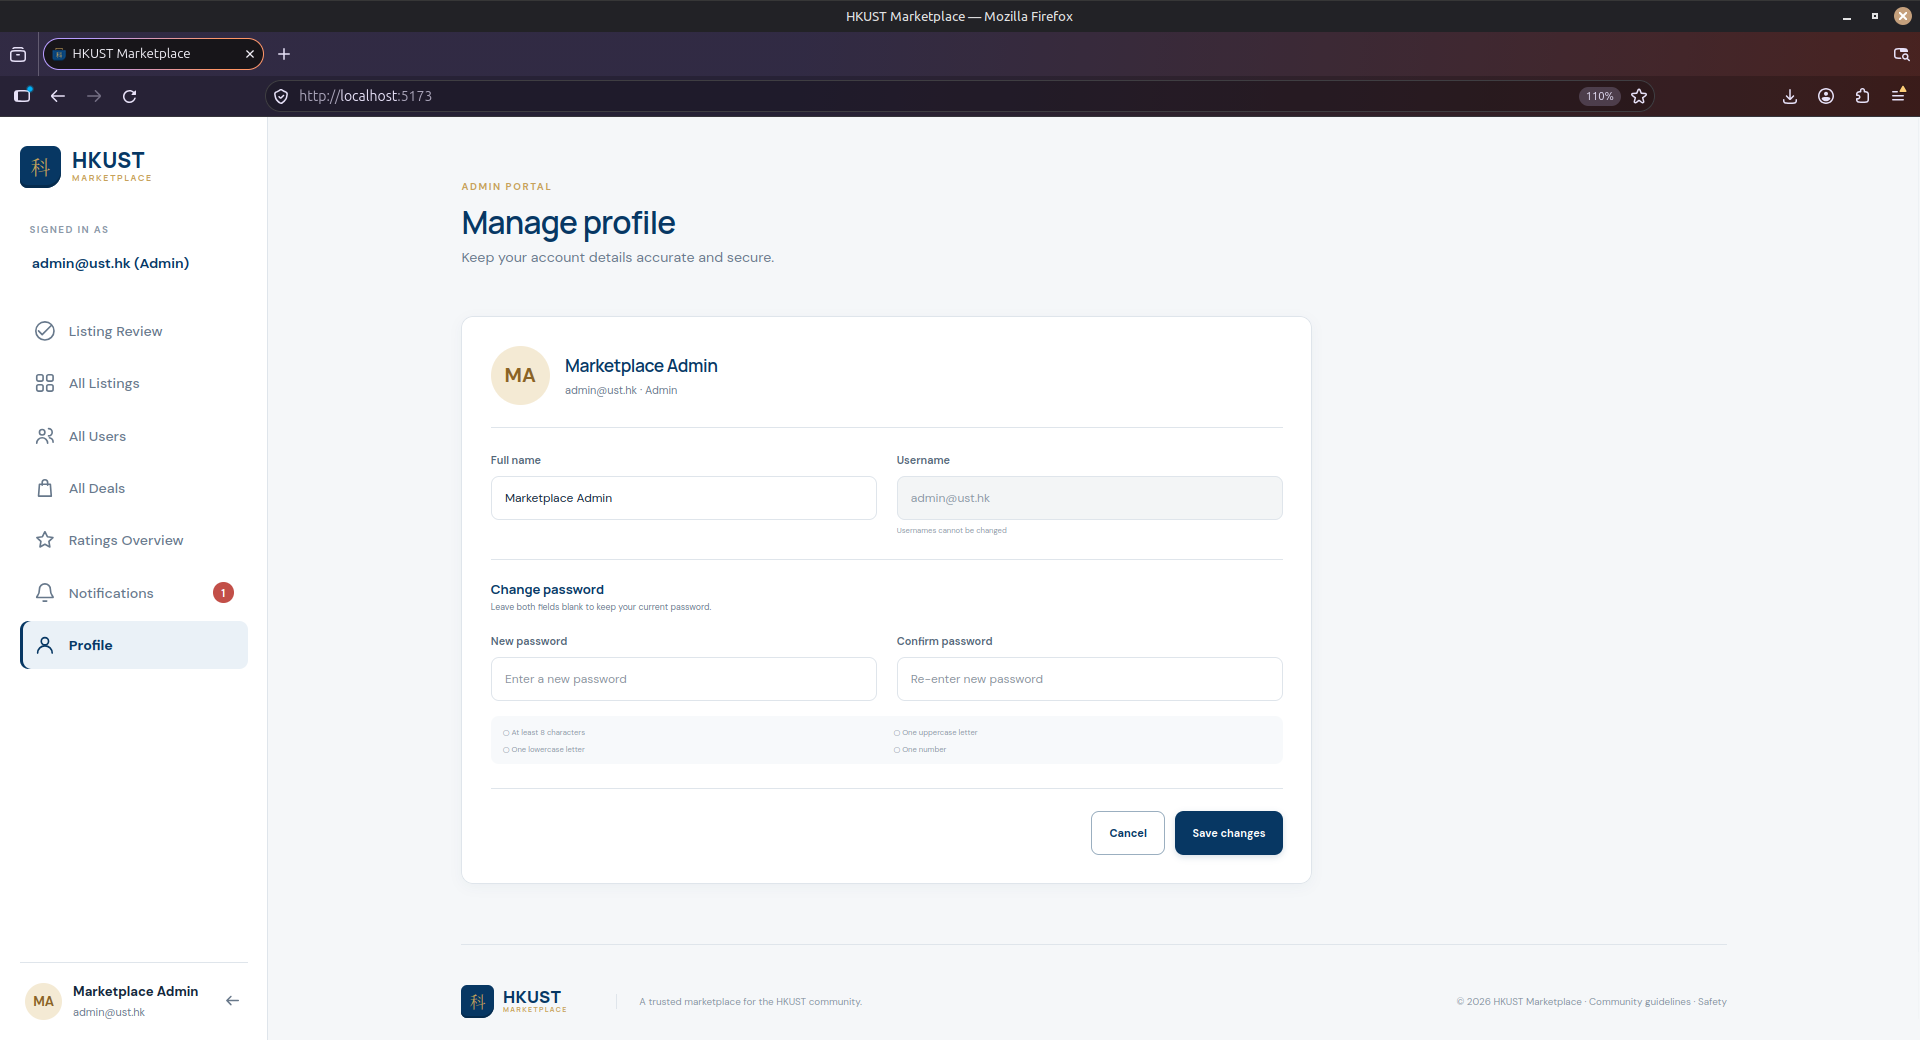 HKUST Marketplace — Mozilla Firefox
HKUST Marketplace
http://localhost:5173
110%
科
HKUST
MARKETPLACE
SIGNED IN AS
admin@ust.hk (Admin)
Listing Review
All Listings
All Users
All Deals
Ratings Overview
Notifications
1
Profile
MA
Marketplace Admin
admin@ust.hk
ADMIN PORTAL
Manage profile
Keep your account details accurate and secure.
MA
Marketplace Admin
admin@ust.hk · Admin
Full name
Username
Marketplace Admin
admin@ust.hk
Usernames cannot be changed
Change password
Leave both fields blank to keep your current password.
New password
Confirm password
Enter a new password
Re-enter new password
At least 8 characters
One uppercase letter
One lowercase letter
One number
Cancel
Save changes
科
HKUST
MARKETPLACE
A trusted marketplace for the HKUST community.
© 2026 HKUST Marketplace · Community guidelines · Safety